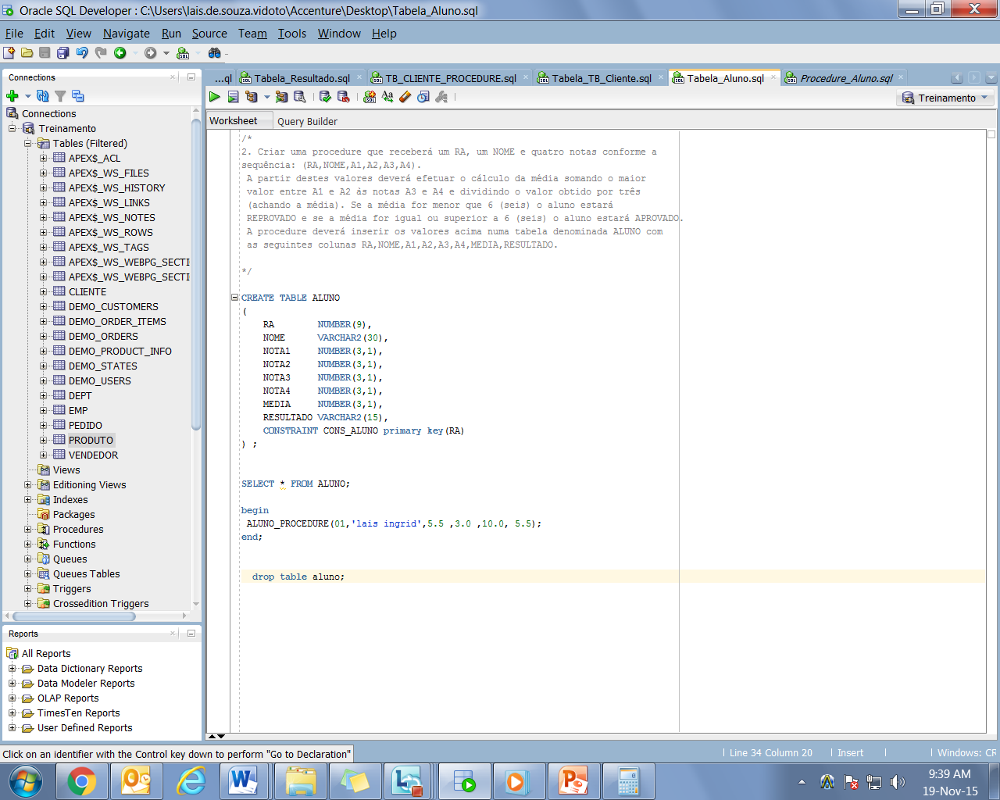 Oracle SQL Developer : C:\Users\lais.de.souza.vidoto\Accenture\Desktop\Tabela_Aluno.sql
File Edit View Navigate Run Source Team Tools Window Help
Connections
Connections
Treinamento
Tables (Filtered)
APEX$_ACL
APEX$_WS_FILES
APEX$_WS_HISTORY
APEX$_WS_LINKS
APEX$_WS_NOTES
APEX$_WS_ROWS
APEX$_WS_TAGS
APEX$_WS_WEBPG_SECTI
APEX$_WS_WEBPG_SECTI
CLIENTE
DEMO_CUSTOMERS
DEMO_ORDER_ITEMS
DEMO_ORDERS
DEMO_PRODUCT_INFO
DEMO_STATES
DEMO_USERS
DEPT
EMP
PEDIDO
PRODUTO
VENDEDOR
Views
Editioning Views
Indexes
Packages
Procedures
Functions
Queues
Queues Tables
Triggers
Crossedition Triggers
Reports
All Reports
Data Dictionary Reports
Data Modeler Reports
OLAP Reports
TimesTen Reports
User Defined Reports
...ql Tabela_Resultado.sql TB_CLIENTE_PROCEDURE.sql Tabela_TB_Cliente.sql Tabela_Aluno.sql Procedure_Aluno.sql
Treinamento
Worksheet Query Builder
/*
2. Criar uma procedure que receberá um RA, um NOME e quatro notas conforme a
sequência: (RA,NOME,A1,A2,A3,A4).
A partir destes valores deverá efetuar o cálculo da média somando o maior
valor entre A1 e A2 às notas A3 e A4 e dividindo o valor obtido por três
(achando a média). Se a média for menor que 6 (seis) o aluno estará
REPROVADO e se a média for igual ou superior a 6 (seis) o aluno estará APROVADO.
A procedure deverá inserir os valores acima numa tabela denominada ALUNO com
as seguintes colunas RA,NOME,A1,A2,A3,A4,MEDIA,RESULTADO.
*/
CREATE TABLE ALUNO
(
RA NUMBER(9),
NOME VARCHAR2(30),
NOTA1 NUMBER(3,1),
NOTA2 NUMBER(3,1),
NOTA3 NUMBER(3,1),
NOTA4 NUMBER(3,1),
MEDIA NUMBER(3,1),
RESULTADO VARCHAR2(15),
CONSTRAINT CONS_ALUNO primary key(RA)
) ;
SELECT * FROM ALUNO;
begin
ALUNO_PROCEDURE(01,'lais ingrid',5.5 ,3.0 ,10.0, 5.5);
end;
drop table aluno;
Click on an identifier with the Control key down to perform "Go to Declaration"
Line 34 Column 20 Insert Windows: CR
9:39 AM
19-Nov-15